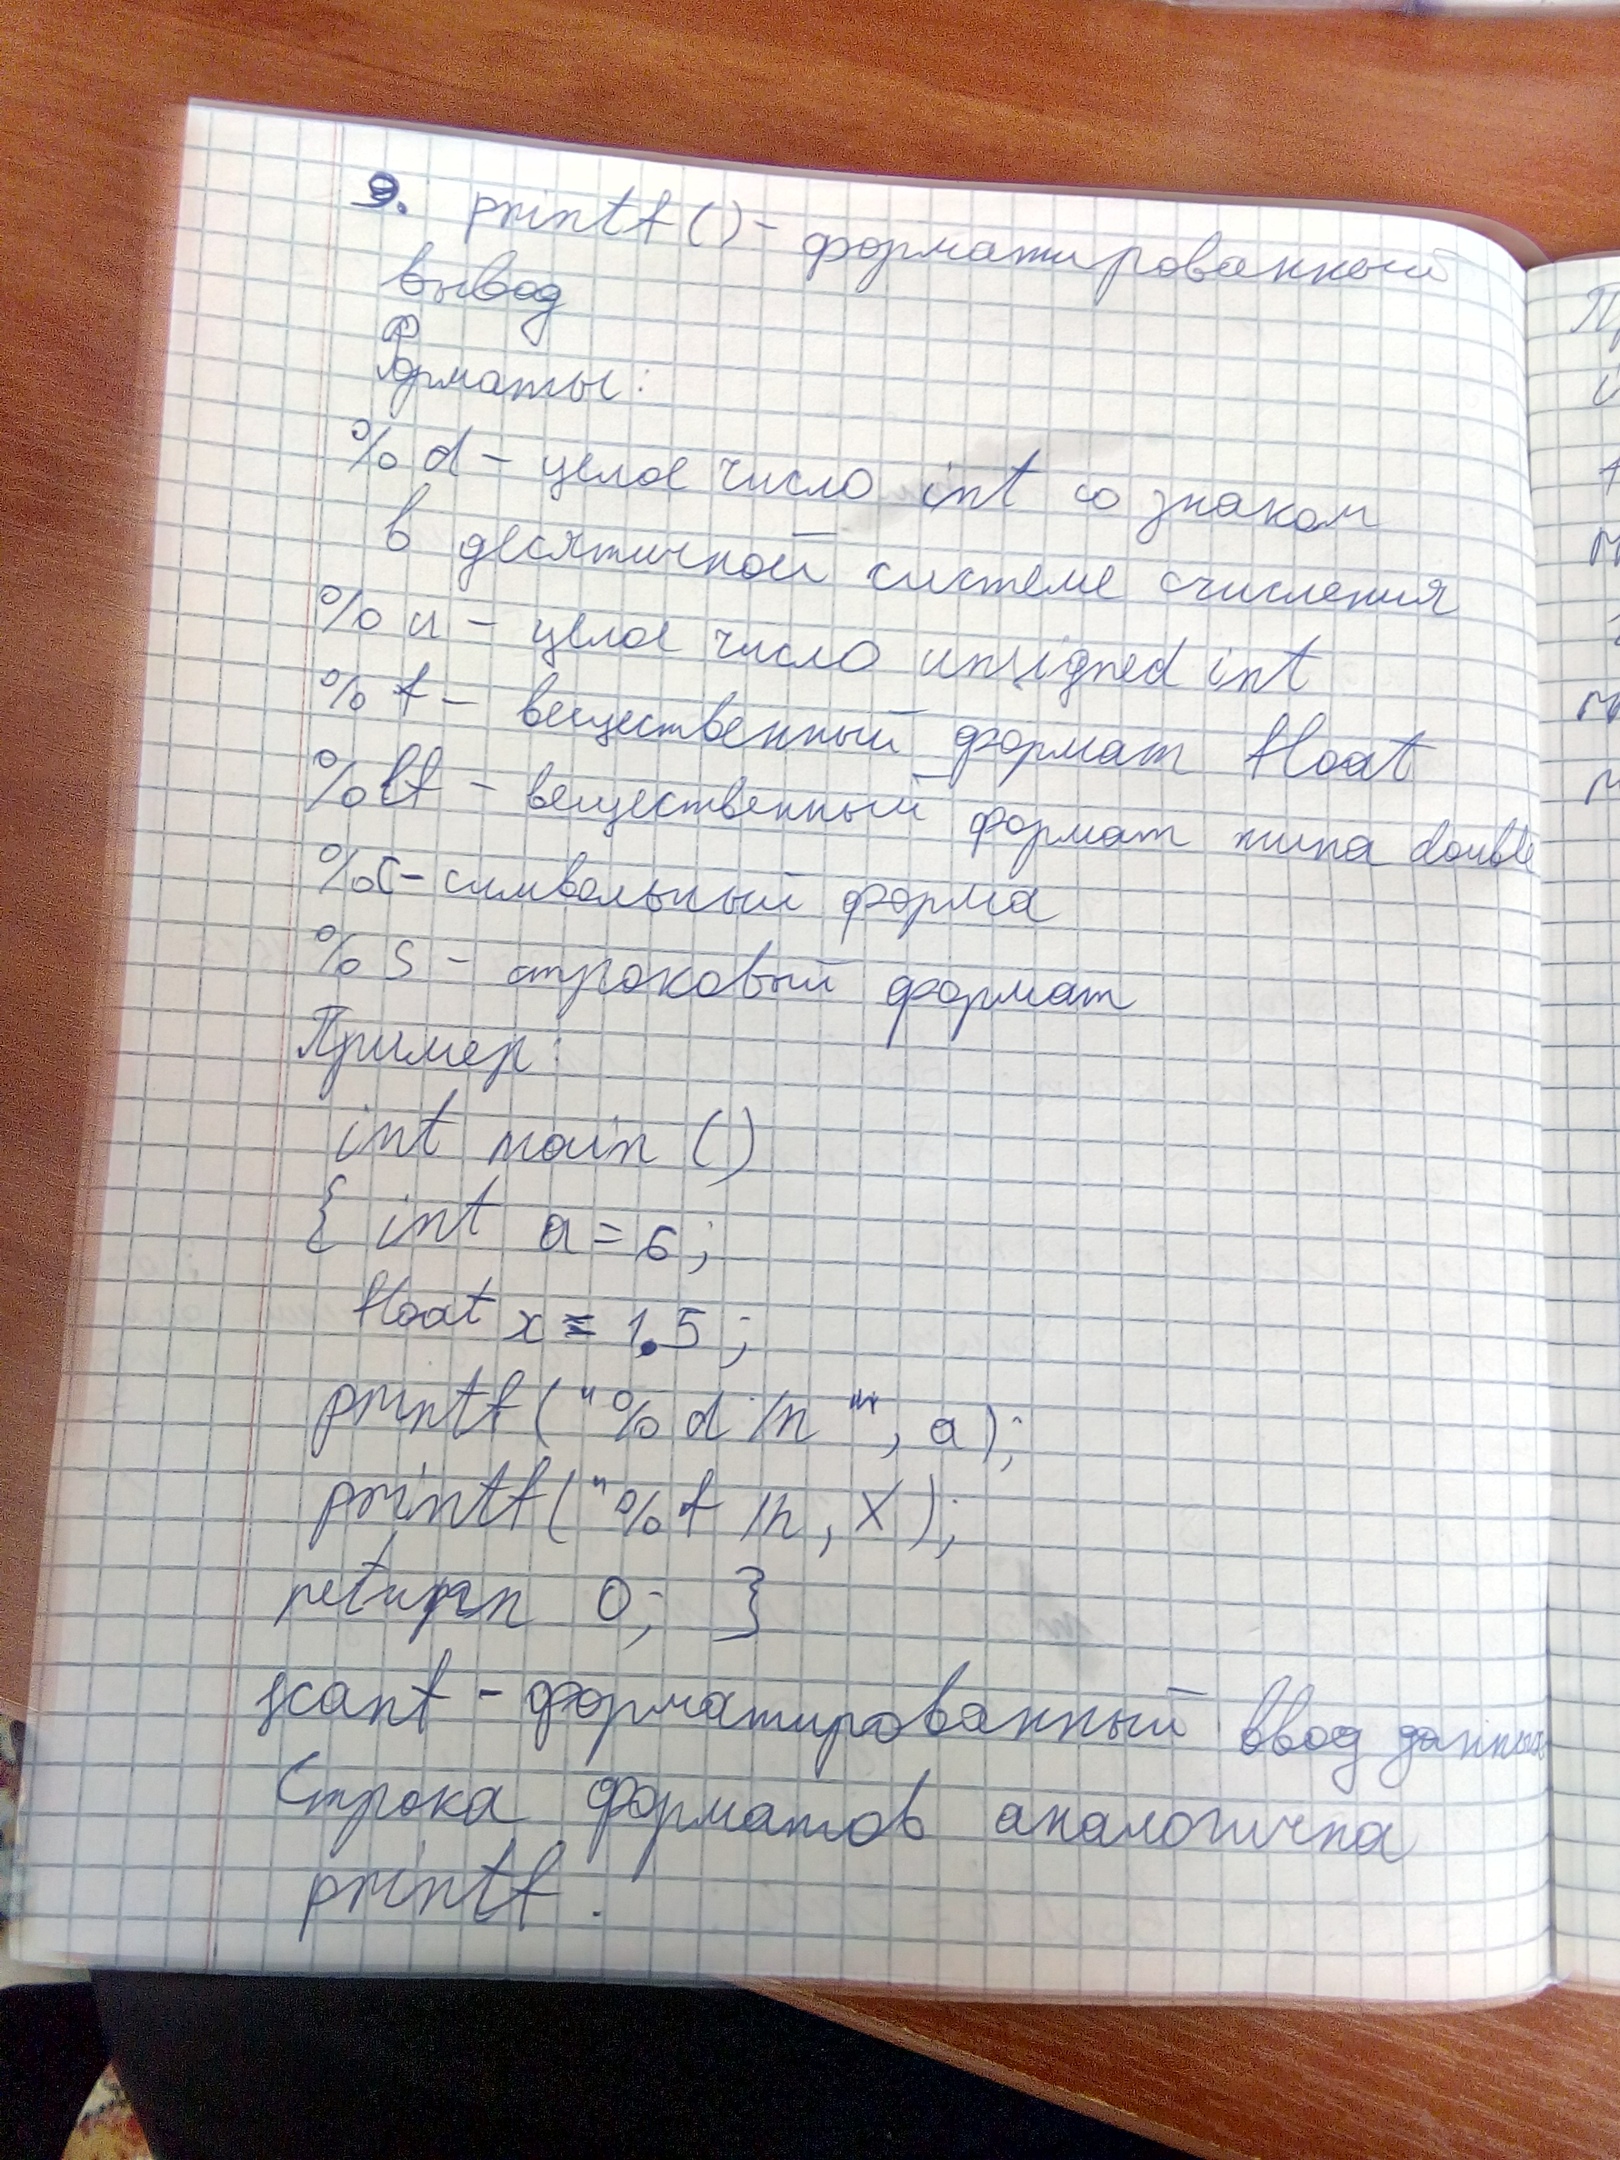 9. printf() - форматированный
вывод
Форматы:
% d - целое число int со знаком
в десятичной системе счисления
% u - целое число unsigned int
% f - вещественный формат float
% lf - вещественный формат типа double
%c - символьный форма
% s - строковый формат
Пример:
int main ()
{ int a = 6;
float x = 1.5;
printf ("% d /n", a);
printf ("% f /n, x);
return 0; }
scanf - форматированный ввод данных
Строка форматов аналогична
printf.